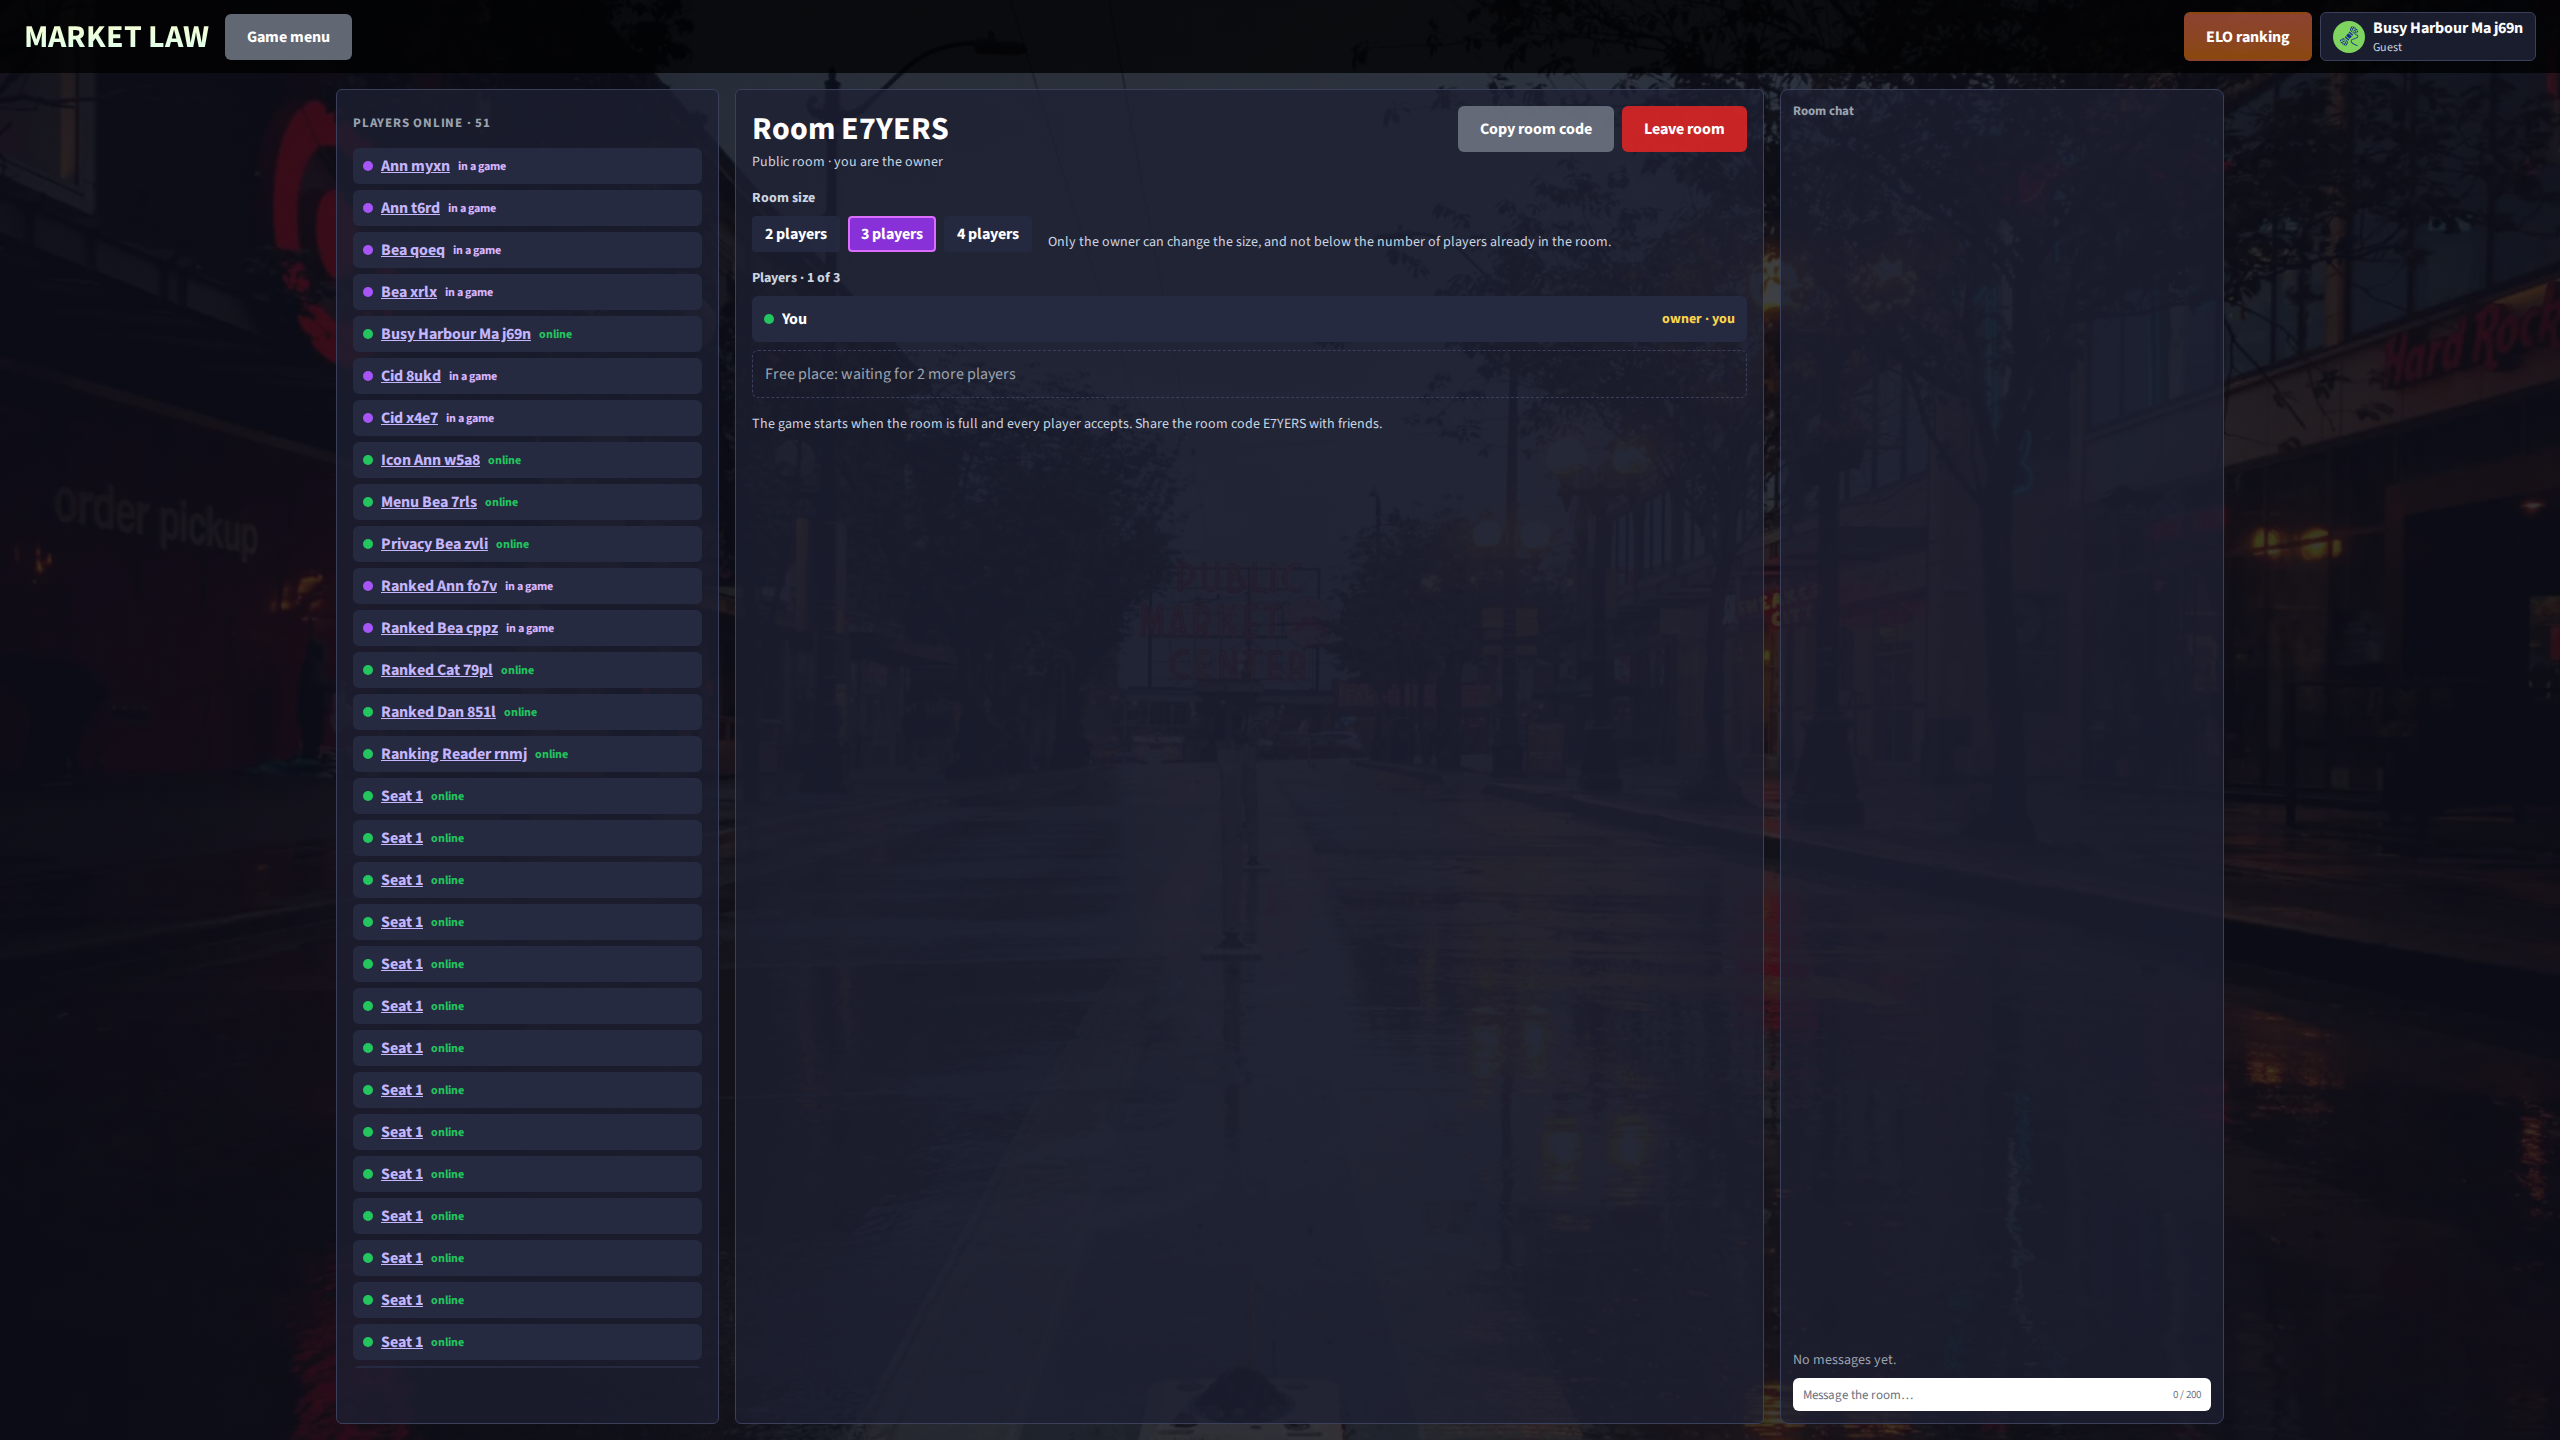 MARKET LAW
Game menu
ELO ranking
Busy Harbour Ma j69n
Guest
PLAYERS ONLINE · 51
Ann myxn in a game
Ann t6rd in a game
Bea qoeq in a game
Bea xrlx in a game
Busy Harbour Ma j69n online
Cid 8ukd in a game
Cid x4e7 in a game
Icon Ann w5a8 online
Menu Bea 7rls online
Privacy Bea zvli online
Ranked Ann fo7v in a game
Ranked Bea cppz in a game
Ranked Cat 79pl online
Ranked Dan 851l online
Ranking Reader rnmj online
Seat 1 online
Seat 1 online
Seat 1 online
Seat 1 online
Seat 1 online
Seat 1 online
Seat 1 online
Seat 1 online
Seat 1 online
Seat 1 online
Seat 1 online
Seat 1 online
Seat 1 online
Seat 1 online
Room E7YERS
Public room · you are the owner
Copy room code
Leave room
Room size
2 players
3 players
4 players
Only the owner can change the size, and not below the number of players already in the room.
Players · 1 of 3
You
owner · you
Free place: waiting for 2 more players
The game starts when the room is full and every player accepts. Share the room code E7YERS with friends.
Room chat
No messages yet.
Message the room…
0 / 200
order pickup
PUBLIC
MARKET
CENTER
Hard Rock